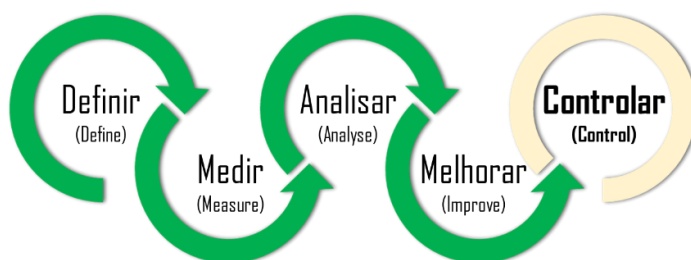 Definir
(Define)
Medir
(Measure)
Analisar
(Analyse)
Melhorar
(Improve)
Controlar
(Control)